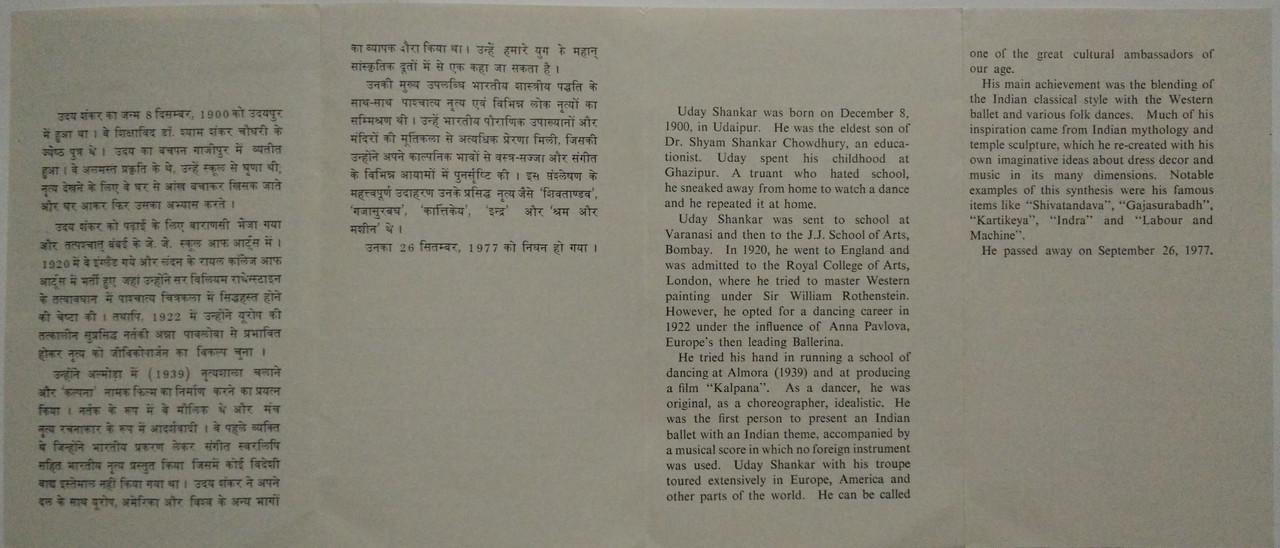 उदय शंकर का जन्म 8 दिसम्बर, 1900 को उदयपुर
में हुआ था । वे शिक्षाविद डॉ. श्याम शंकर चौधरी के
ज्येष्ठ पुत्र थे । उदय का बचपन गाजीपुर में व्यतीत
हुआ । वे अलमस्त प्रकृति के थे, उन्हें स्कूल से घृणा थी;
नृत्य देखने के लिए वे घर से आंख बचाकर खिसक जाते
और घर आकर फिर उसका अभ्यास करते ।
उदय शंकर को पढ़ाई के लिए वाराणसी भेजा गया
और तत्पश्चात् बंबई के जे. जे. स्कूल आफ आर्ट्स में ।
1920 में वे इंग्लैंड गये और लंदन के रायल कॉलेज आफ
आर्ट्स में भर्ती हुए जहां उन्होंने सर विलियम राथेंस्टाइन
के तत्वावधान में पाश्चात्य चित्रकला में सिद्धहस्त होने
की चेष्टा की । तथापि, 1922 में उन्होंने यूरोप की
तत्कालीन सुप्रसिद्ध नर्तकी अन्ना पावलोवा से प्रभावित
होकर नृत्य को जीविकोपार्जन का विकल्प चुना ।
उन्होंने अल्मोड़ा में (1939) नृत्यशाला चलाने
और 'कल्पना' नामक फिल्म का निर्माण करने का प्रयत्न
किया । नर्तक के रूप में वे मौलिक थे और मंच
नृत्य रचनाकार के रूप में आदर्शवादी । वे पहले व्यक्ति
थे जिन्होंने भारतीय प्रकरण लेकर संगीत स्वरलिपि
सहित भारतीय नृत्य प्रस्तुत किया जिसमें कोई विदेशी
वाद्य इस्तेमाल नहीं किया गया था । उदय शंकर ने अपने
दल के साथ यूरोप, अमेरिका और विश्व के अन्य भागों
का व्यापक दौरा किया था । उन्हें हमारे युग के महान्
सांस्कृतिक दूतों में से एक कहा जा सकता है ।
उनकी मुख्य उपलब्धि भारतीय शास्त्रीय पद्धति के
साथ-साथ पाश्चात्य नृत्य एवं विभिन्न लोक नृत्यों का
सम्मिश्रण थी । उन्हें भारतीय पौराणिक उपाख्यानों और
मंदिरों की मूर्तिकला से अत्यधिक प्रेरणा मिली, जिसकी
उन्होंने अपने काल्पनिक भावों से वस्त्र-सज्जा और संगीत
के विभिन्न आयामों में पुनर्सृष्टि की । इस संश्लेषण के
महत्त्वपूर्ण उदाहरण उनके प्रसिद्ध नृत्य जैसे 'शिवताण्डव',
'गजासुरबध', 'कार्त्तिकेय', 'इन्द्र' और 'श्रम और
मशीन' थे ।
उनका 26 सितम्बर, 1977 को निधन हो गया ।
Uday Shankar was born on December 8,
1900, in Udaipur. He was the eldest son of
Dr. Shyam Shankar Chowdhury, an educa-
tionist. Uday spent his childhood at
Ghazipur. A truant who hated school,
he sneaked away from home to watch a dance
and he repeated it at home.
Uday Shankar was sent to school at
Varanasi and then to the J.J. School of Arts,
Bombay. In 1920, he went to England and
was admitted to the Royal College of Arts,
London, where he tried to master Western
painting under Sir William Rothenstein.
However, he opted for a dancing career in
1922 under the influence of Anna Pavlova,
Europe's then leading Ballerina.
He tried his hand in running a school of
dancing at Almora (1939) and at producing
a film "Kalpana". As a dancer, he was
original, as a choreographer, idealistic. He
was the first person to present an Indian
ballet with an Indian theme, accompanied by
a musical score in which no foreign instrument
was used. Uday Shankar with his troupe
toured extensively in Europe, America and
other parts of the world. He can be called
one of the great cultural ambassadors of
our age.
His main achievement was the blending of
the Indian classical style with the Western
ballet and various folk dances. Much of his
inspiration came from Indian mythology and
temple sculpture, which he re-created with his
own imaginative ideas about dress decor and
music in its many dimensions. Notable
examples of this synthesis were his famous
items like "Shivatandava", "Gajasurabadh",
"Kartikeya", "Indra" and "Labour and
Machine".
He passed away on September 26, 1977.